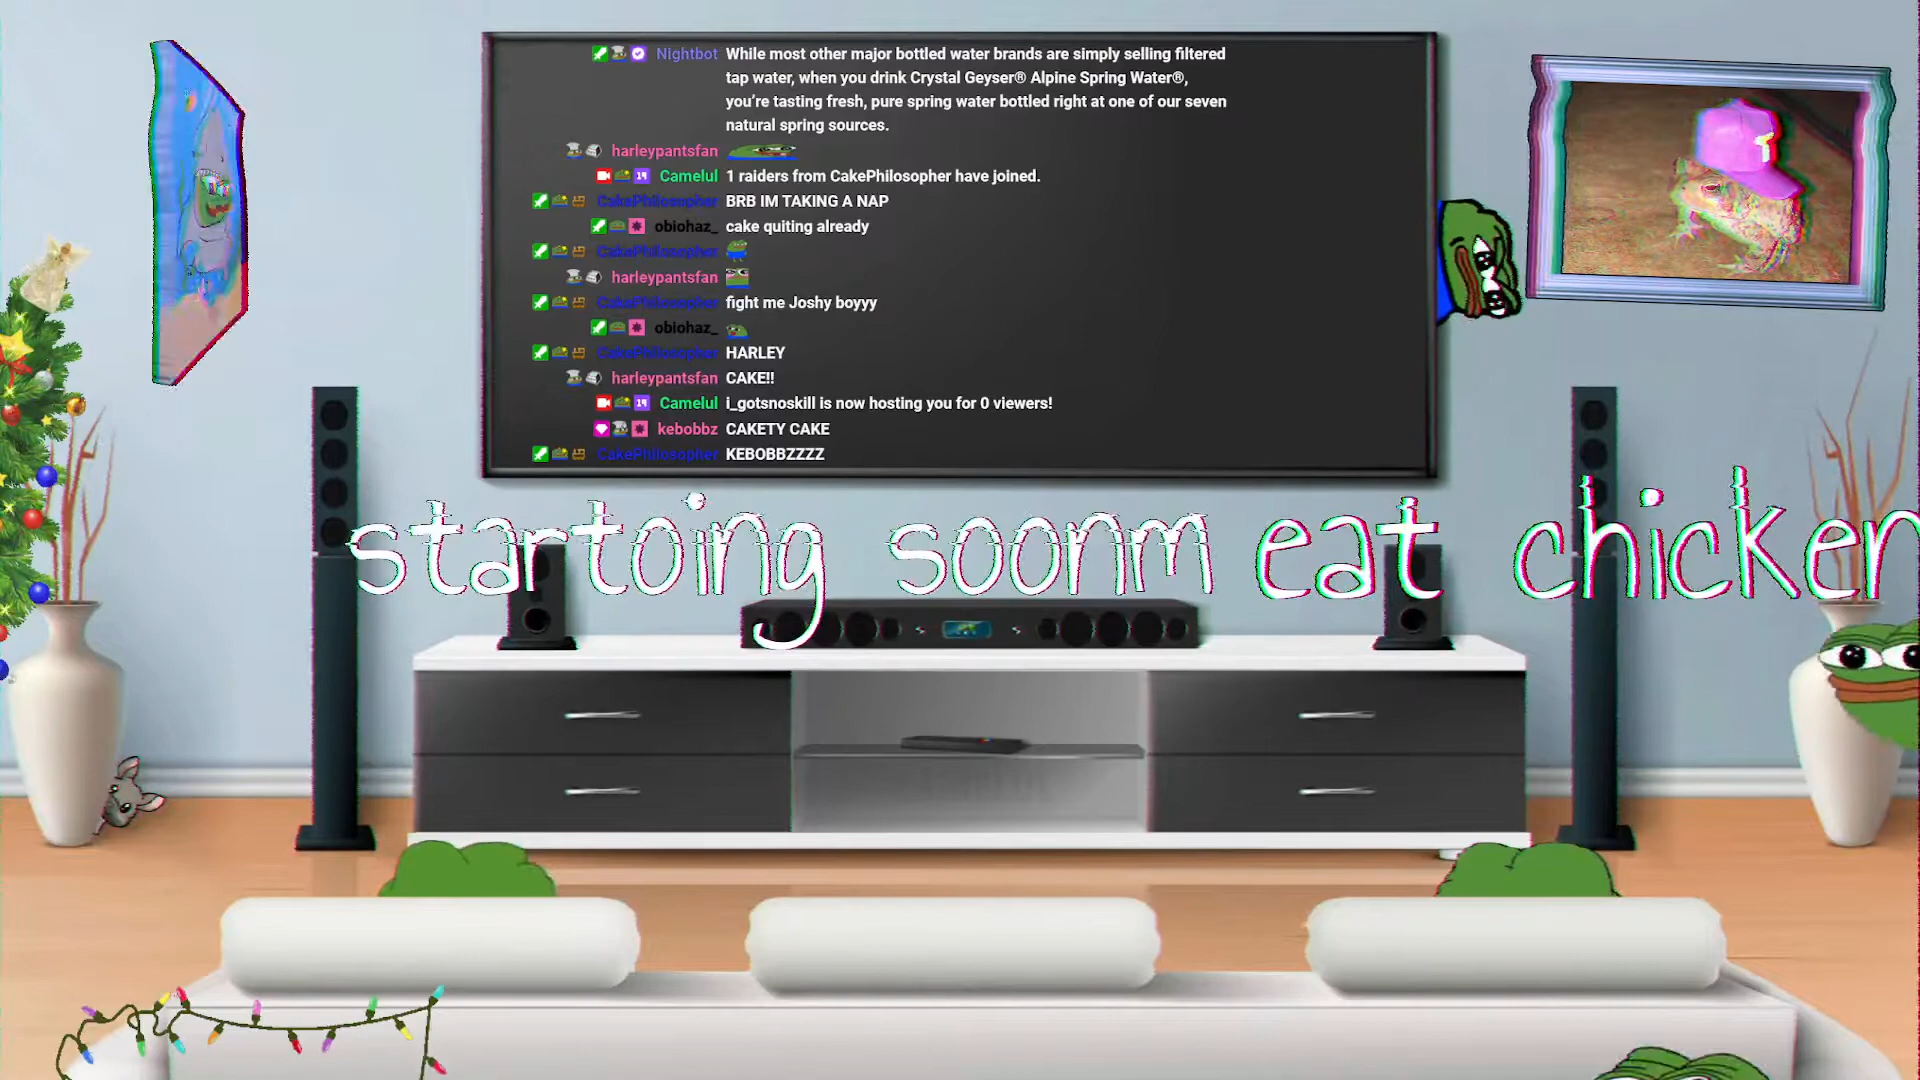 Nightbot While most other major bottled water brands are simply selling filtered
tap water, when you drink Crystal Geyser® Alpine Spring Water®,
you're tasting fresh, pure spring water bottled right at one of our seven
natural spring sources.
harleypantsfan
Camelul 1 raiders from CakePhilosopher have joined.
CakePhilosopher BRB IM TAKING A NAP
obiohaz_ cake quiting already
CakePhilosopher
harleypantsfan
CakePhilosopher fight me Joshy boyyy
obiohaz_
CakePhilosopher HARLEY
harleypantsfan CAKE!!
Camelul i_gotsnoskill is now hosting you for 0 viewers!
kebobbz CAKETY CAKE
CakePhilosopher KEBOBBZZZZ
startoing soonm eat chicken